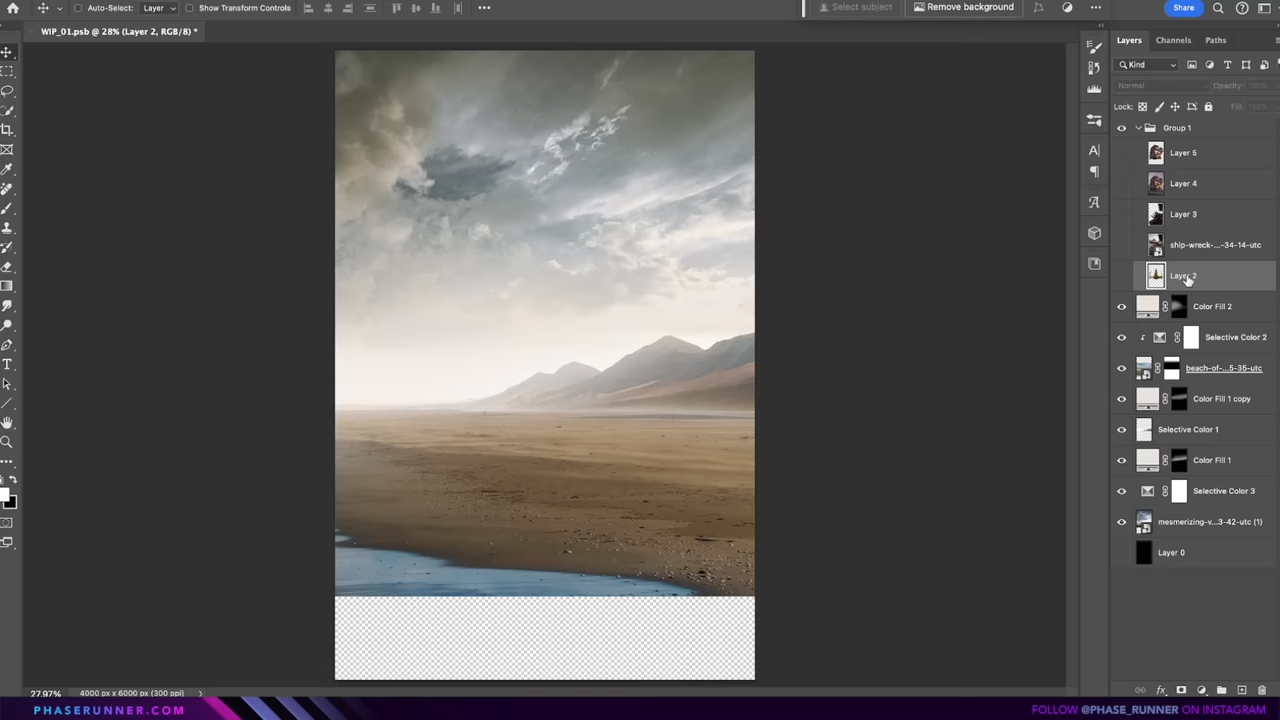 Auto-Select: Layer Show Transform Controls Select subject Remove background Share
WIP_01.psb @ 28% (Layer 2, RGB/8) *
Layers Channels Paths
Kind
Normal Opacity: 100%
Lock: Fill: 100%
Group 1
Layer 5
Layer 4
Layer 3
ship-wreck-...-34-14-utc
Layer 2
Color Fill 2
Selective Color 2
beach-of-...5-35-utc
Color Fill 1 copy
Selective Color 1
Color Fill 1
Selective Color 3
mesmerizing-v...3-42-utc (1)
Layer 0
27.97% 4000 px x 6000 px (300 ppi)
PHASERUNNER.COM
FOLLOW @PHASE_RUNNER ON INSTAGRAM